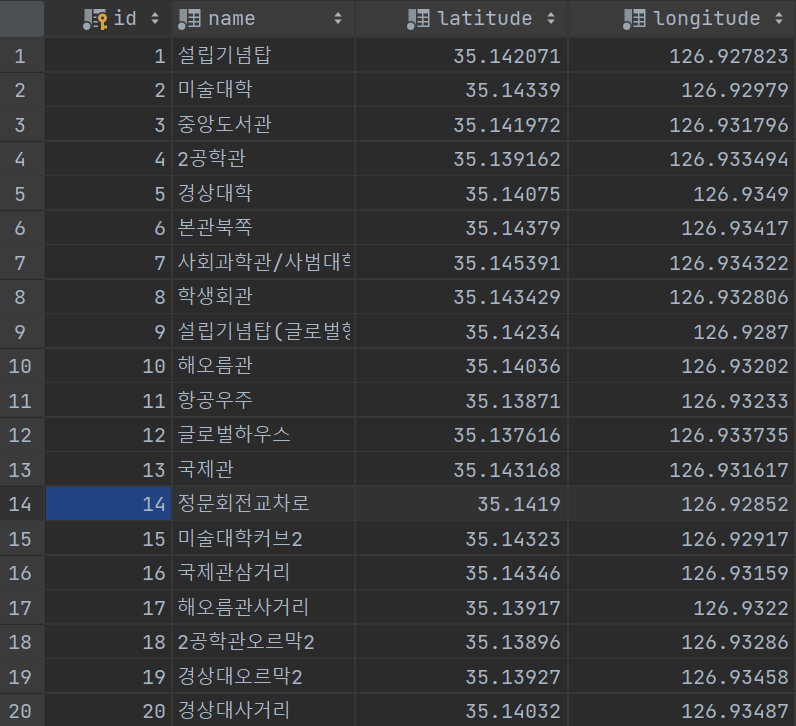 id name latitude longitude
1 1 설립기념탑 35.142071 126.927823
2 2 미술대학 35.14339 126.92979
3 3 중앙도서관 35.141972 126.931796
4 4 2공학관 35.139162 126.933494
5 5 경상대학 35.14075 126.9349
6 6 본관북쪽 35.14379 126.93417
7 7 사회과학관/사범대학 35.145391 126.934322
8 8 학생회관 35.143429 126.932806
9 9 설립기념탑(글로벌향 35.14234 126.9287
10 10 해오름관 35.14036 126.93202
11 11 항공우주 35.13871 126.93233
12 12 글로벌하우스 35.137616 126.933735
13 13 국제관 35.143168 126.931617
14 14 정문회전교차로 35.1419 126.92852
15 15 미술대학커브2 35.14323 126.92917
16 16 국제관삼거리 35.14346 126.93159
17 17 해오름관사거리 35.13917 126.9322
18 18 2공학관오르막2 35.13896 126.93286
19 19 경상대오르막2 35.13927 126.93458
20 20 경상대사거리 35.14032 126.93487